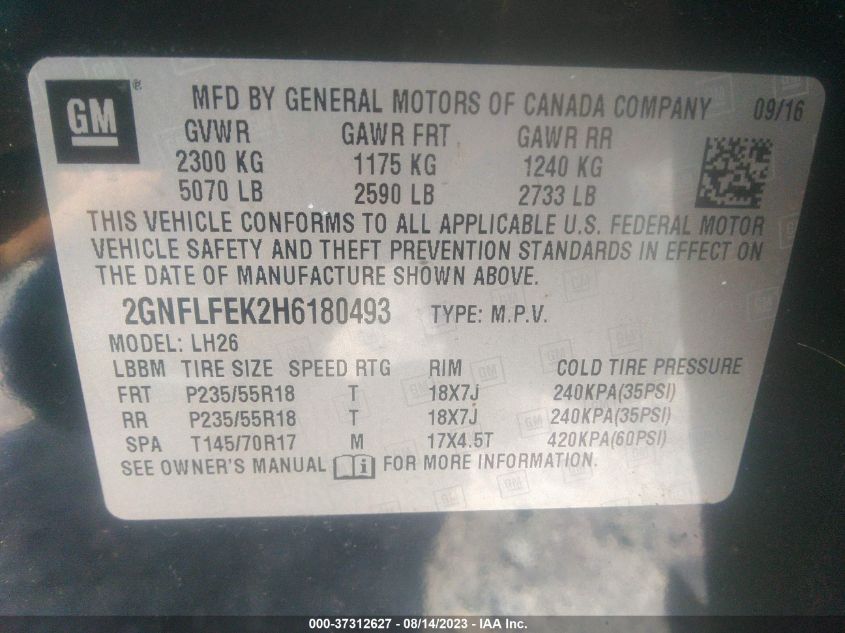 GM ®
MFD BY GENERAL MOTORS OF CANADA COMPANY 09/16
GVWR GAWR FRT GAWR RR
2300 KG 1175 KG 1240 KG
5070 LB 2590 LB 2733 LB
THIS VEHICLE CONFORMS TO ALL APPLICABLE U.S. FEDERAL MOTOR
VEHICLE SAFETY AND THEFT PREVENTION STANDARDS IN EFFECT ON
THE DATE OF MANUFACTURE SHOWN ABOVE.
2GNFLFEK2H6180493 TYPE: M.P.V.
MODEL: LH26
LBBM TIRE SIZE SPEED RTG RIM COLD TIRE PRESSURE
FRT P235/55R18 T 18X7J 240KPA(35PSI)
RR P235/55R18 T 18X7J 240KPA(35PSI)
SPA T145/70R17 M 17X4.5T 420KPA(60PSI)
SEE OWNER'S MANUAL i FOR MORE INFORMATION.
000-37312627 - 08/14/2023 - IAA Inc.